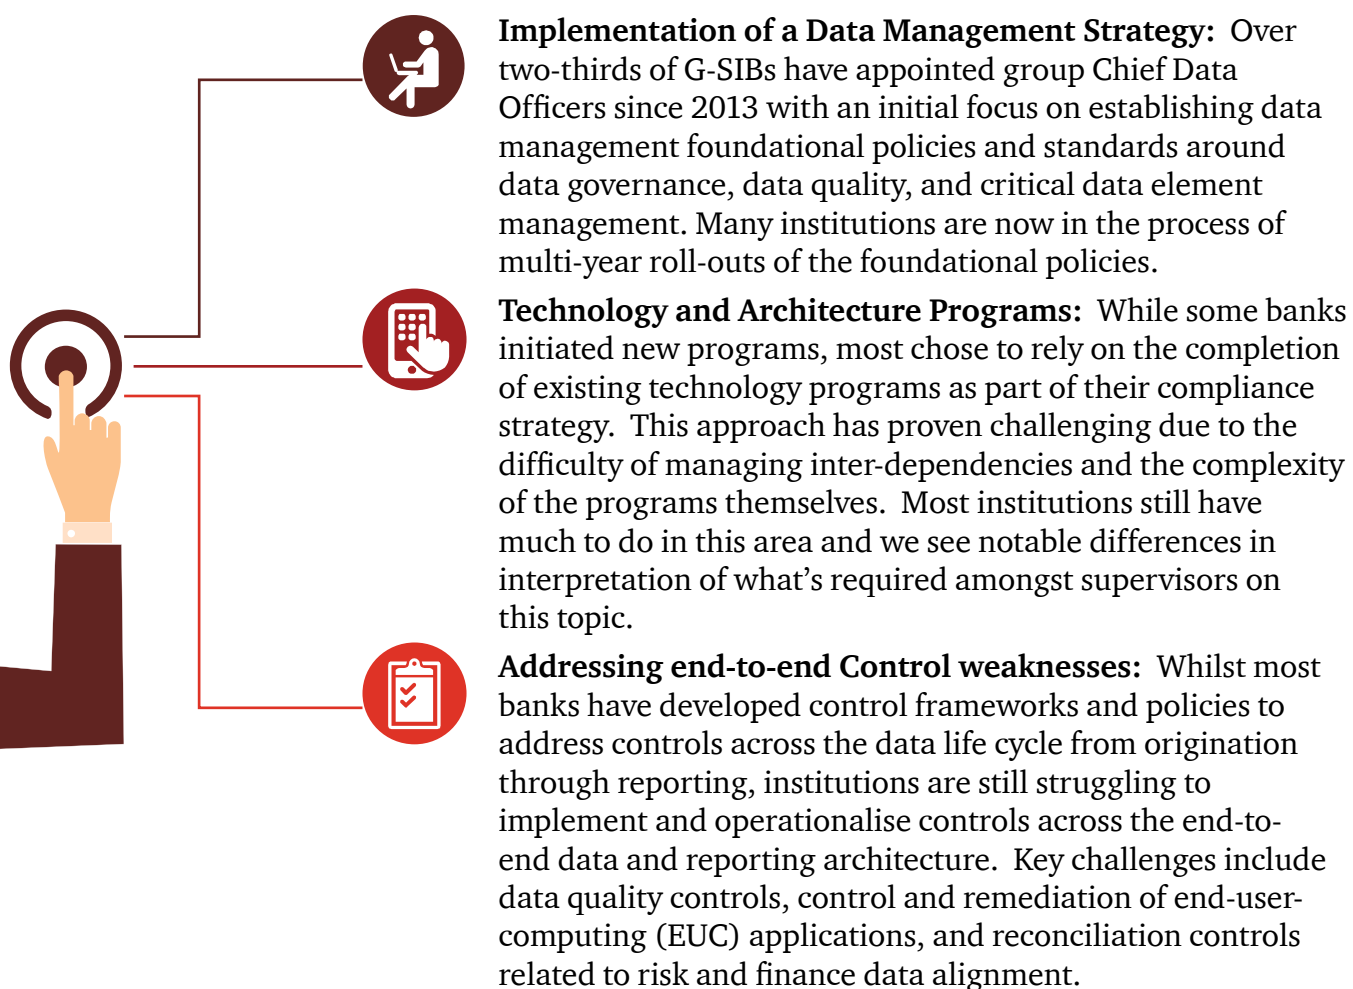 Implementation of a Data Management Strategy: Over
two-thirds of G-SIBs have appointed group Chief Data
Officers since 2013 with an initial focus on establishing data
management foundational policies and standards around
data governance, data quality, and critical data element
management. Many institutions are now in the process of
multi-year roll-outs of the foundational policies.
Technology and Architecture Programs: While some banks
initiated new programs, most chose to rely on the completion
of existing technology programs as part of their compliance
strategy. This approach has proven challenging due to the
difficulty of managing inter-dependencies and the complexity
of the programs themselves. Most institutions still have
much to do in this area and we see notable differences in
interpretation of what's required amongst supervisors on
this topic.
Addressing end-to-end Control weaknesses: Whilst most
banks have developed control frameworks and policies to
address controls across the data life cycle from origination
through reporting, institutions are still struggling to
implement and operationalise controls across the end-to-
end data and reporting architecture. Key challenges include
data quality controls, control and remediation of end-user-
computing (EUC) applications, and reconciliation controls
related to risk and finance data alignment.